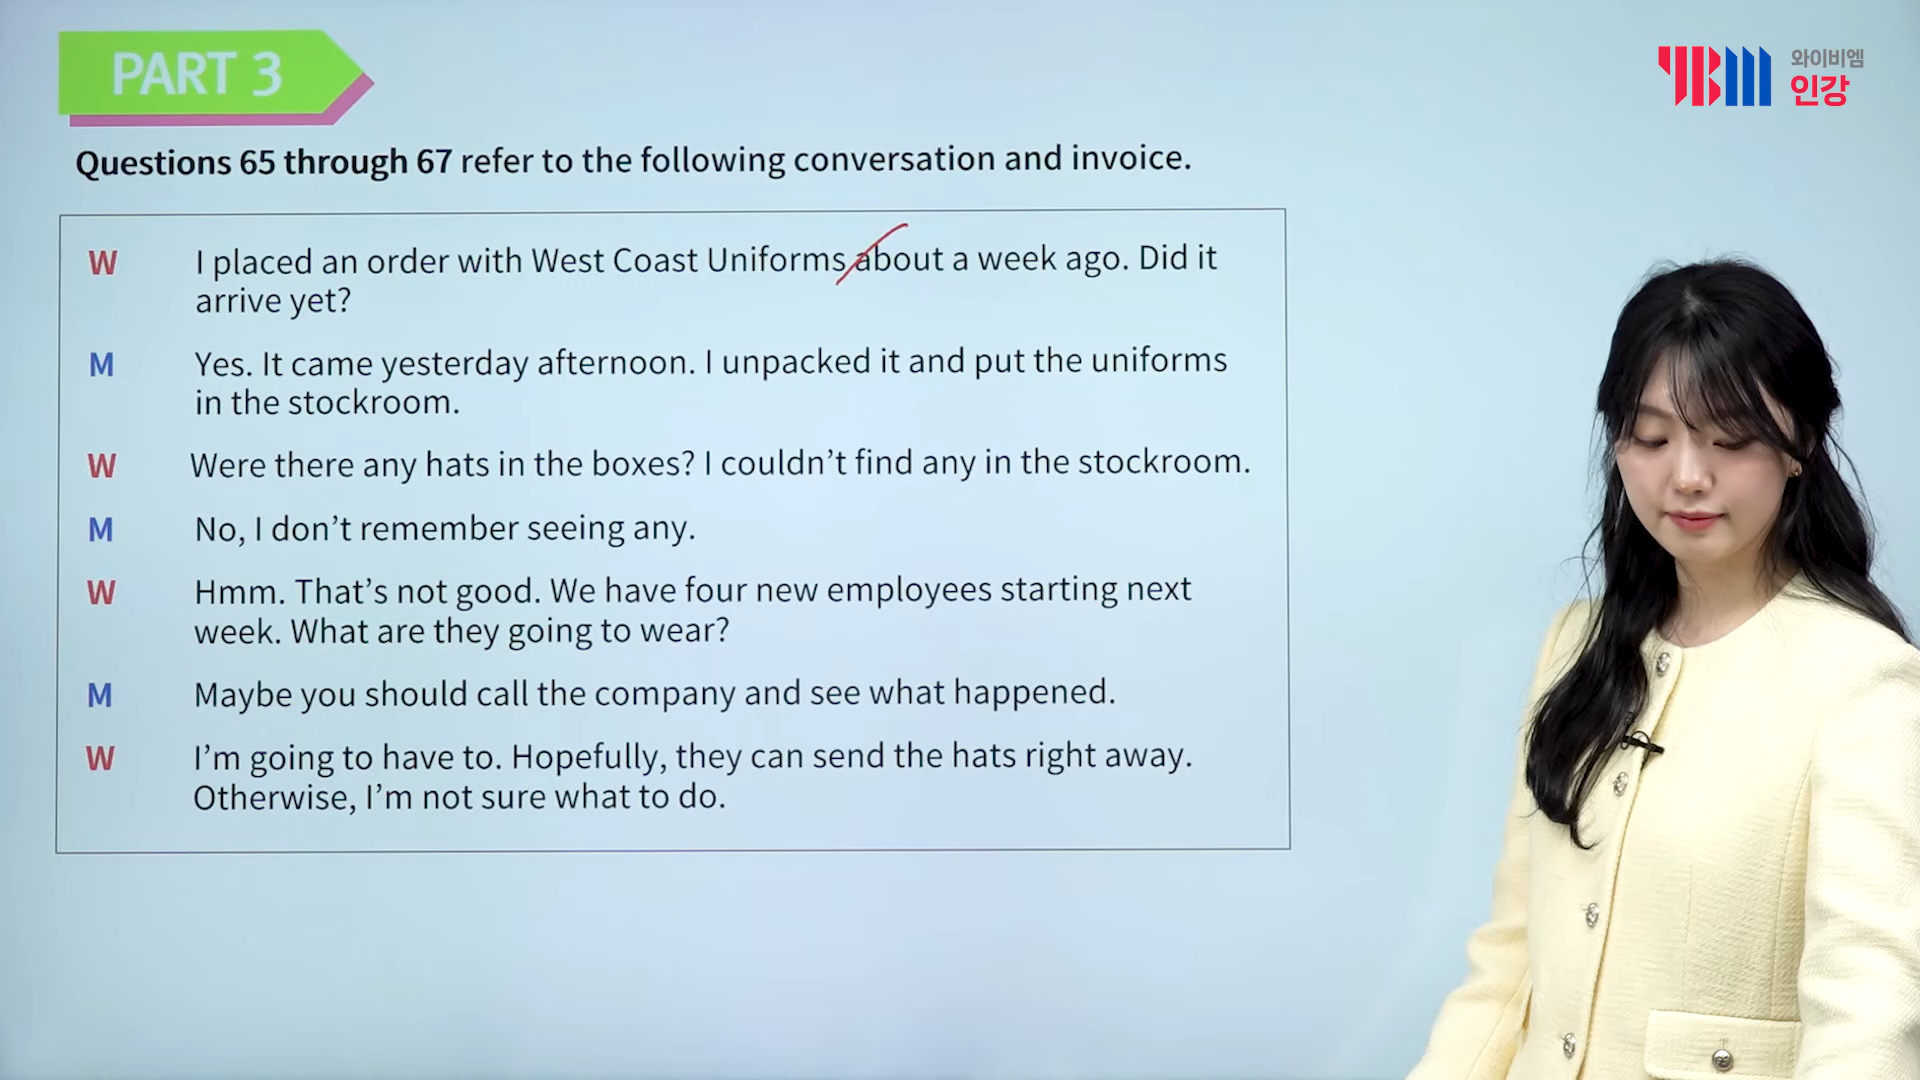 PART 3
YBM 와이비엠
인강
Questions 65 through 67 refer to the following conversation and invoice.
W I placed an order with West Coast Uniforms about a week ago. Did it
arrive yet?
M Yes. It came yesterday afternoon. I unpacked it and put the uniforms
in the stockroom.
W Were there any hats in the boxes? I couldn’t find any in the stockroom.
M No, I don’t remember seeing any.
W Hmm. That’s not good. We have four new employees starting next
week. What are they going to wear?
M Maybe you should call the company and see what happened.
W I’m going to have to. Hopefully, they can send the hats right away.
Otherwise, I’m not sure what to do.